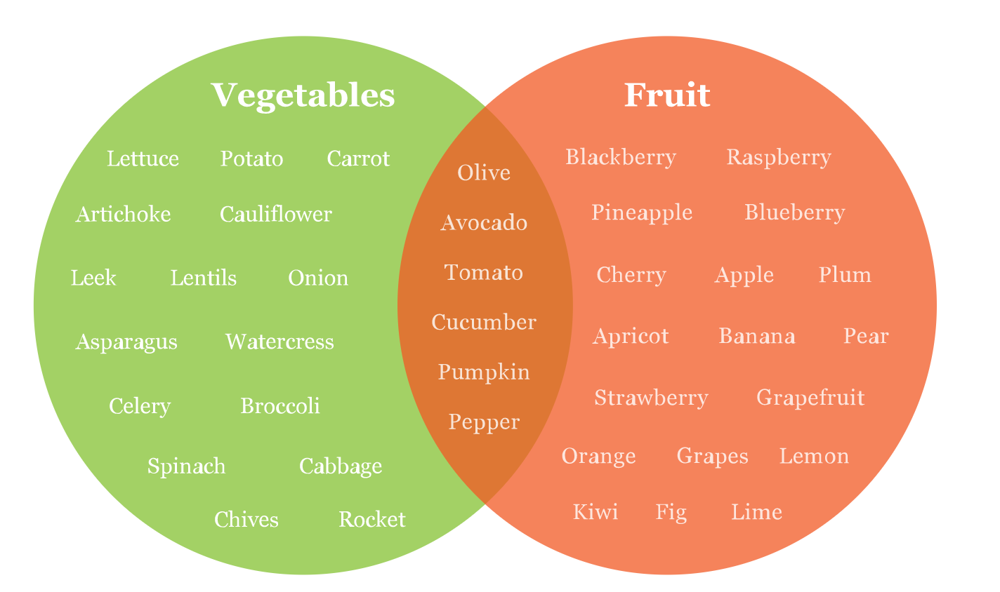 Vegetables
Lettuce Potato Carrot
Artichoke Cauliflower
Leek Lentils Onion
Asparagus Watercress
Celery Broccoli
Spinach Cabbage
Chives Rocket
Olive
Avocado
Tomato
Cucumber
Pumpkin
Pepper
Fruit
Blackberry Raspberry
Pineapple Blueberry
Cherry Apple Plum
Apricot Banana Pear
Strawberry Grapefruit
Orange Grapes Lemon
Kiwi Fig Lime